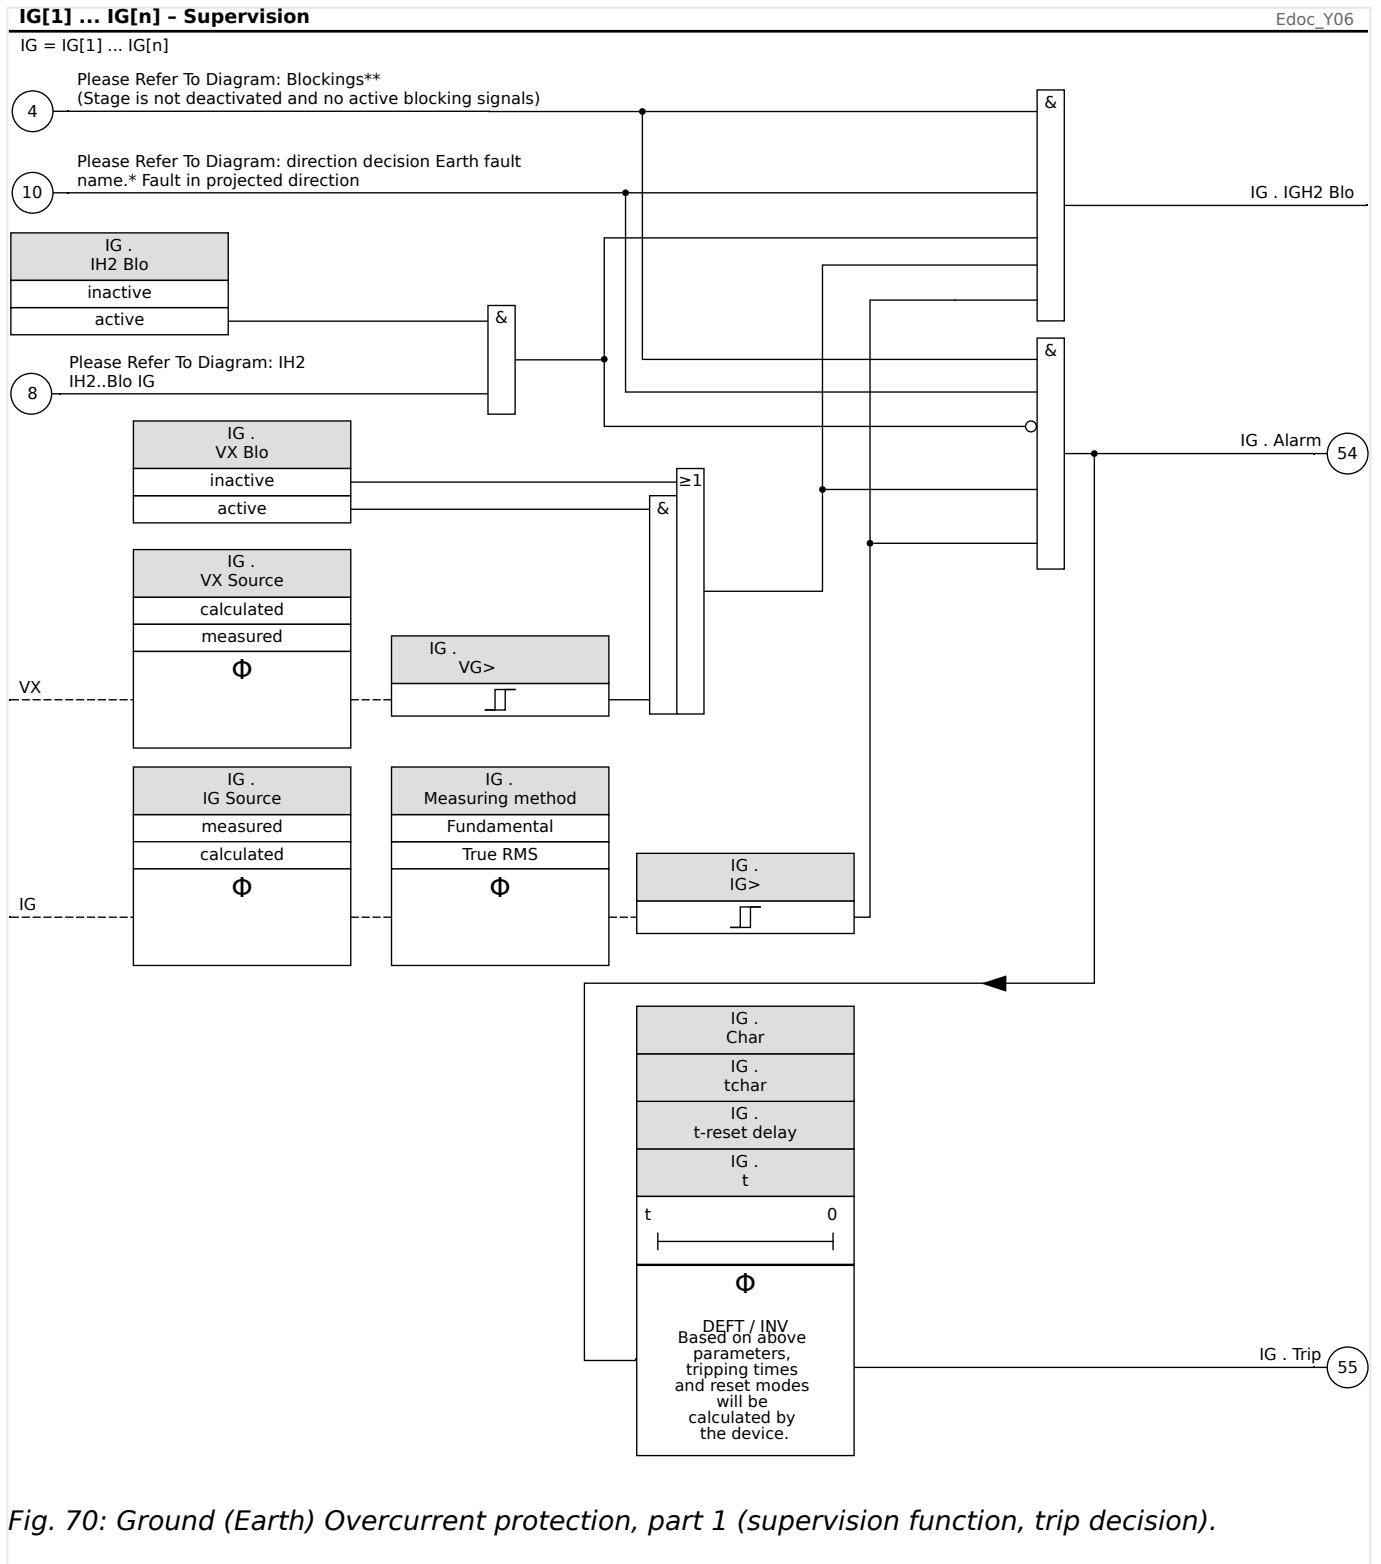 IG[1] ... IG[n] – Supervision
Edoc_Y06
IG = IG[1] ... IG[n]
Please Refer To Diagram: Blockings**
(Stage is not deactivated and no active blocking signals)
4
&
Please Refer To Diagram: direction decision Earth fault
name.* Fault in projected direction
10
IG . IGH2 Blo
IG .
IH2 Blo
inactive
active
&
&
Please Refer To Diagram: IH2
IH2..Blo IG
8
IG .
VX Blo
inactive
active
≥1
&
IG . Alarm
54
IG .
VX Source
calculated
measured
Φ
VX
IG .
VG>
IG .
IG Source
measured
calculated
Φ
IG
IG .
Measuring method
Fundamental
True RMS
Φ
IG .
IG>
IG .
Char
IG .
tchar
IG .
t-reset delay
IG .
t
t 0
Φ
DEFT / INV
Based on above
parameters,
tripping times
and reset modes
will be
calculated by
the device.
IG . Trip
55
Fig. 70: Ground (Earth) Overcurrent protection, part 1 (supervision function, trip decision).